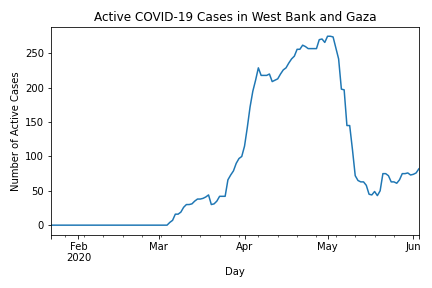 Active COVID-19 Cases in West Bank and Gaza
Number of Active Cases
250
200
150
100
50
0
Feb
2020
Mar
Apr
May
Jun
Day